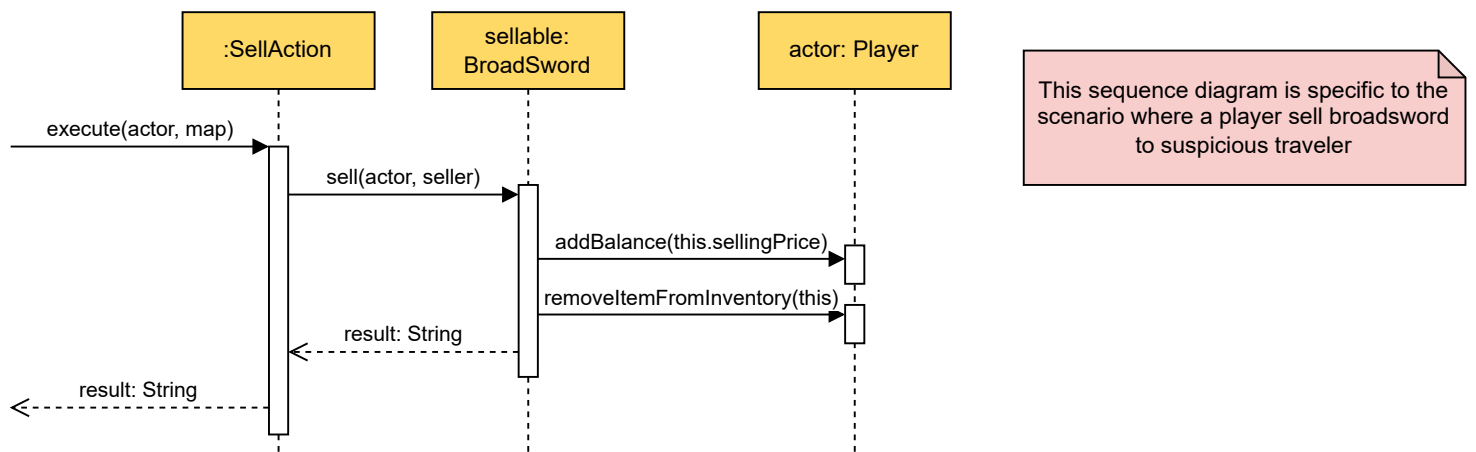 :SellAction
sellable:
BroadSword
actor: Player
This sequence diagram is specific to the
scenario where a player sell broadsword
to suspicious traveler
execute(actor, map)
sell(actor, seller)
addBalance(this.sellingPrice)
removeItemFromInventory(this)
result: String
result: String